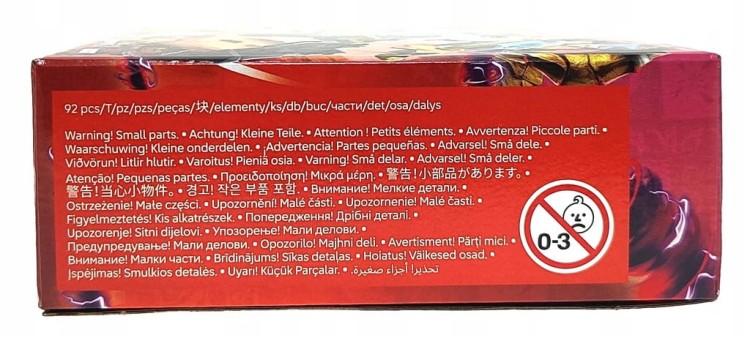 92 pcs/T/pz/pzs/peças/块/elementy/ks/db/buc/части/det/osa/dalys
Warning! Small parts. • Achtung! Kleine Teile. • Attention ! Petits éléments. • Avvertenza! Piccole parti. •
Waarschuwing! Kleine onderdelen. • ¡Advertencia! Partes pequeñas. • Advarsel! Små dele. •
Viðvörun! Litlir hlutir. • Varoitus! Pieniä osia. • Varning! Små delar. • Advarsel! Små deler. •
Atenção! Pequenas partes. • Προειδοποίηση! Μικρά μέρη. • 警告!小部品があります。 •
警告!当心小物件。 • 경고! 작은 부품 포함. • Внимание! Мелкие детали. •
Ostrzeżenie! Małe części. • Upozornění! Malé části. • Upozornenie! Malé časti. •
Figyelmeztetés! Kis alkatrészek. • Попередження! Дрібні деталі. •
Upozorenje! Sitni dijelovi. • Упозорење! Мали делови. •
Предупредување! Мали делови. • Opozorilo! Majhni deli. • Avertisment! Părți mici. •
Внимание! Малки части. • Brīdinājums! Sīkas detaļas. • Hoiatus! Väikesed osad. •
Įspėjimas! Smulkios detalės. • Uyarı! Küçük Parçalar. • تحذير! أجزاء صغيرة.
0-3